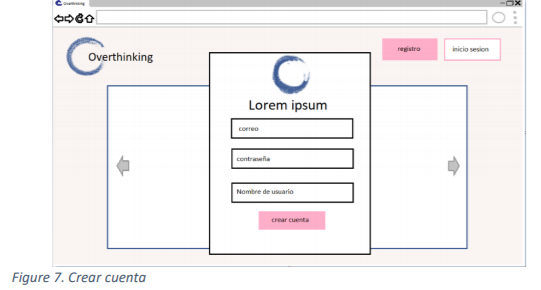 Overthinking
Overthinking
registro
inicio sesion
Lorem ipsum
correo
contraseña
Nombre de usuario
crear cuenta
Figure 7. Crear cuenta